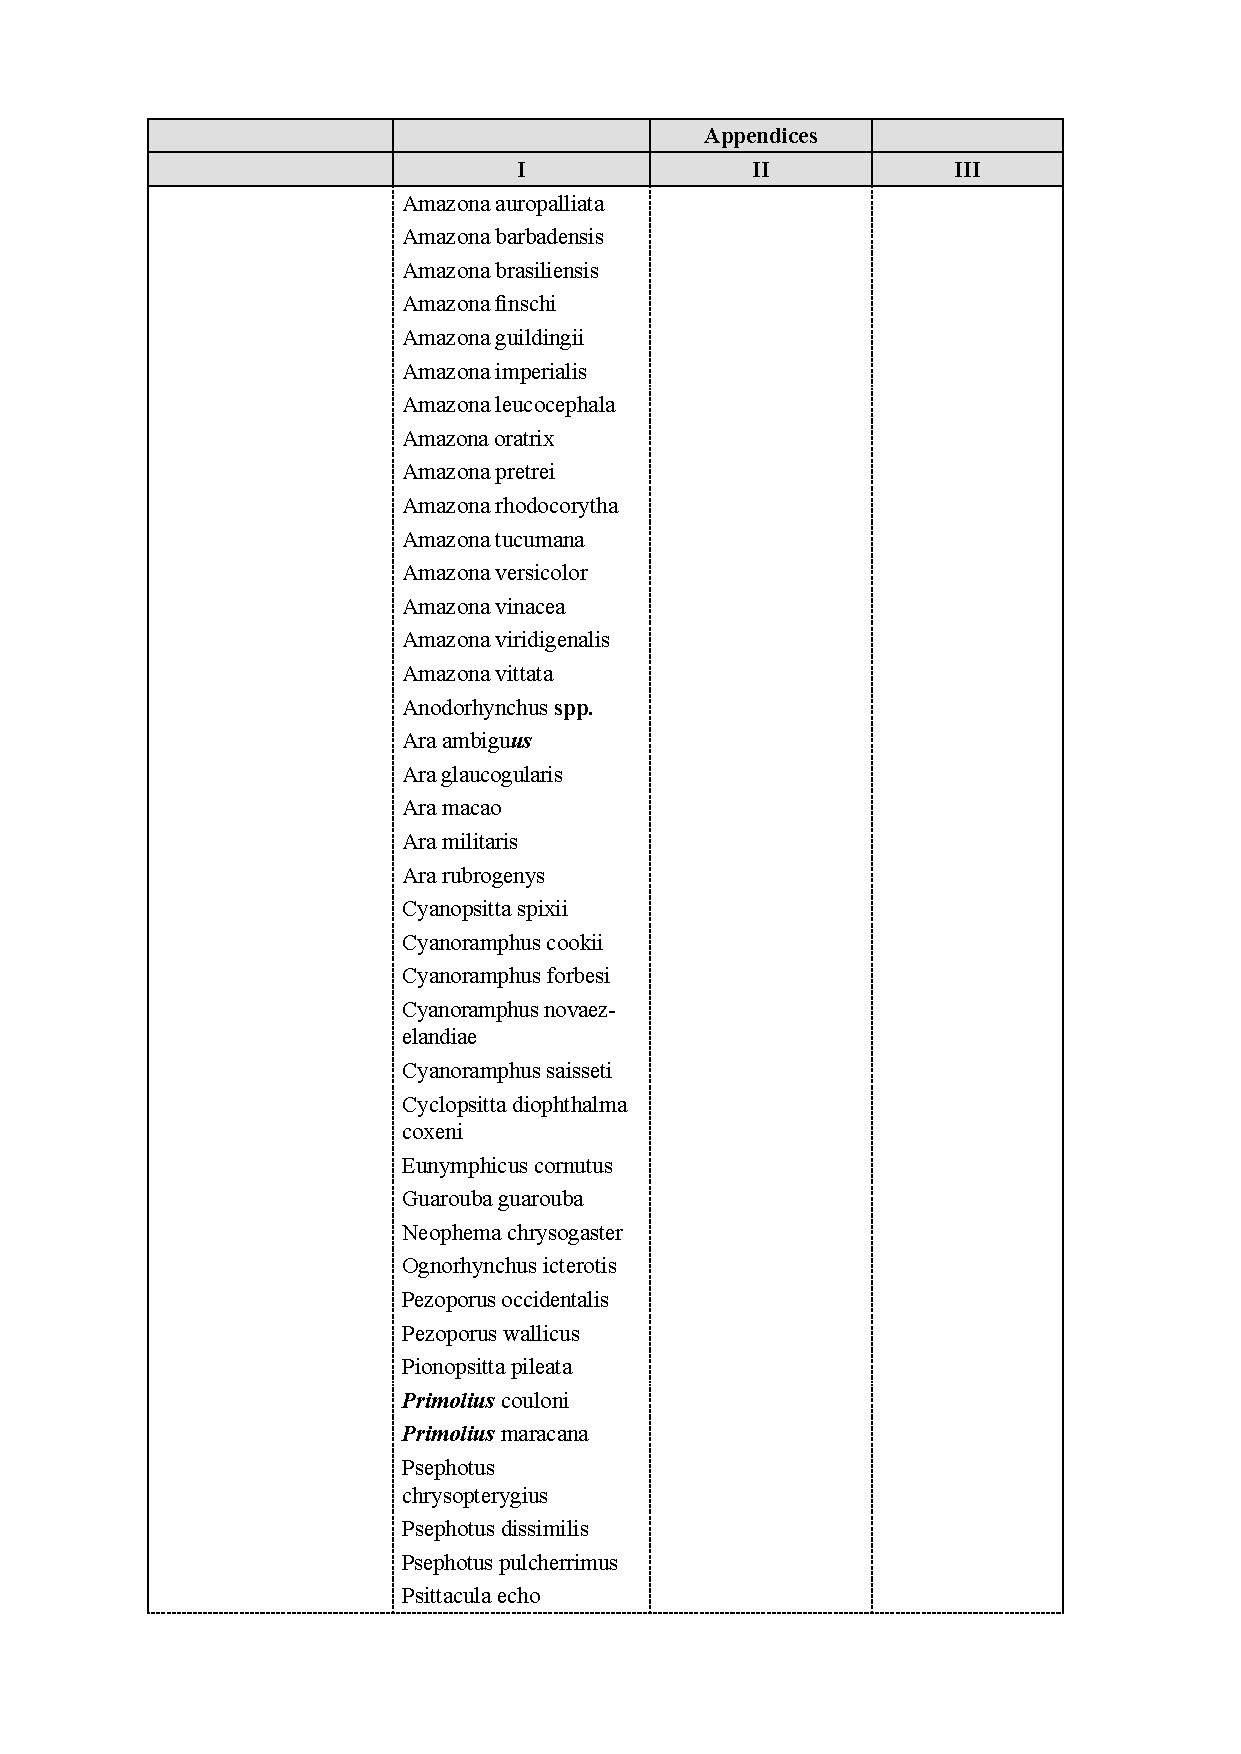 Appendices
I II III
Amazona auropalliata
Amazona barbadensis
Amazona brasiliensis
Amazona finschi
Amazona guildingii
Amazona imperialis
Amazona leucocephala
Amazona oratrix
Amazona pretrei
Amazona rhodocorytha
Amazona tucumana
Amazona versicolor
Amazona vinacea
Amazona viridigenalis
Amazona vittata
Anodorhynchus spp.
Ara ambiguus
Ara glaucogularis
Ara macao
Ara militaris
Ara rubrogenys
Cyanopsitta spixii
Cyanoramphus cookii
Cyanoramphus forbesi
Cyanoramphus novaez-
elandiae
Cyanoramphus saisseti
Cyclopsitta diophthalma
coxeni
Eunymphicus cornutus
Guarouba guarouba
Neophema chrysogaster
Ognorhynchus icterotis
Pezoporus occidentalis
Pezoporus wallicus
Pionopsitta pileata
Primolius couloni
Primolius maracana
Psephotus
chrysopterygius
Psephotus dissimilis
Psephotus pulcherrimus
Psittacula echo